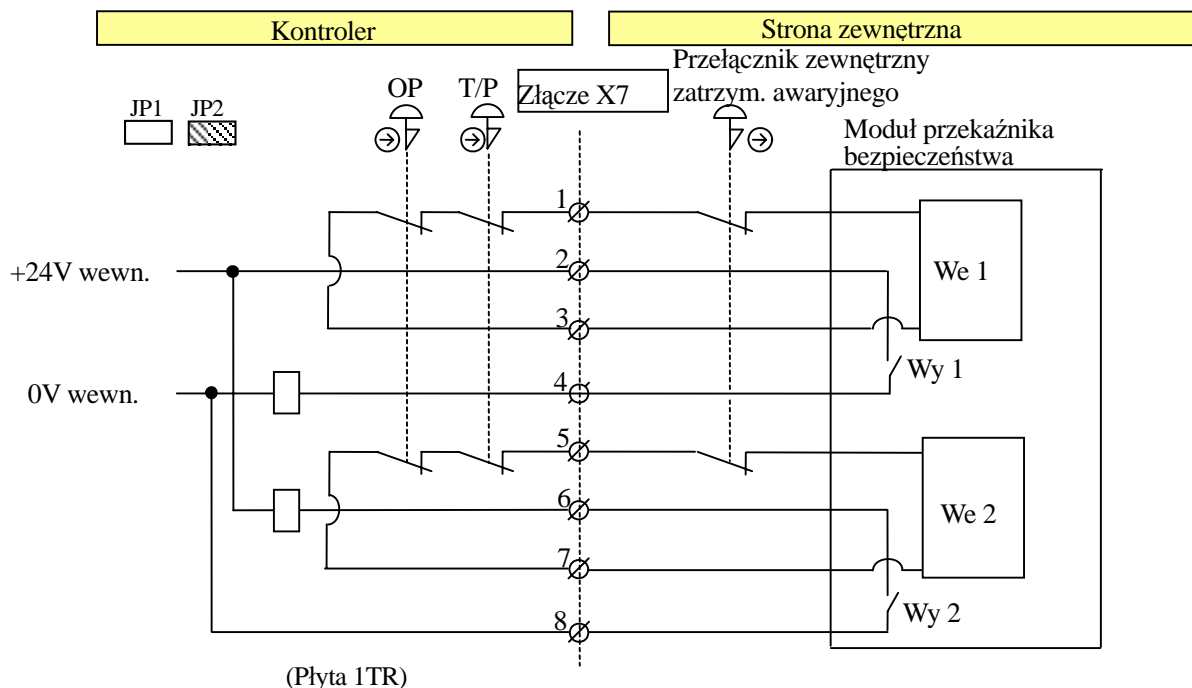 Kontroler
Strona zewnętrzna
OP
T/P
Złącze X7
Przełącznik zewnętrzny
zatrzym. awaryjnego
JP1
JP2
Moduł przekaźnika
bezpieczeństwa
1
+24V wewn.
2
We 1
3
Wy 1
0V wewn.
4
5
6
We 2
7
Wy 2
8
(Płyta 1TR)